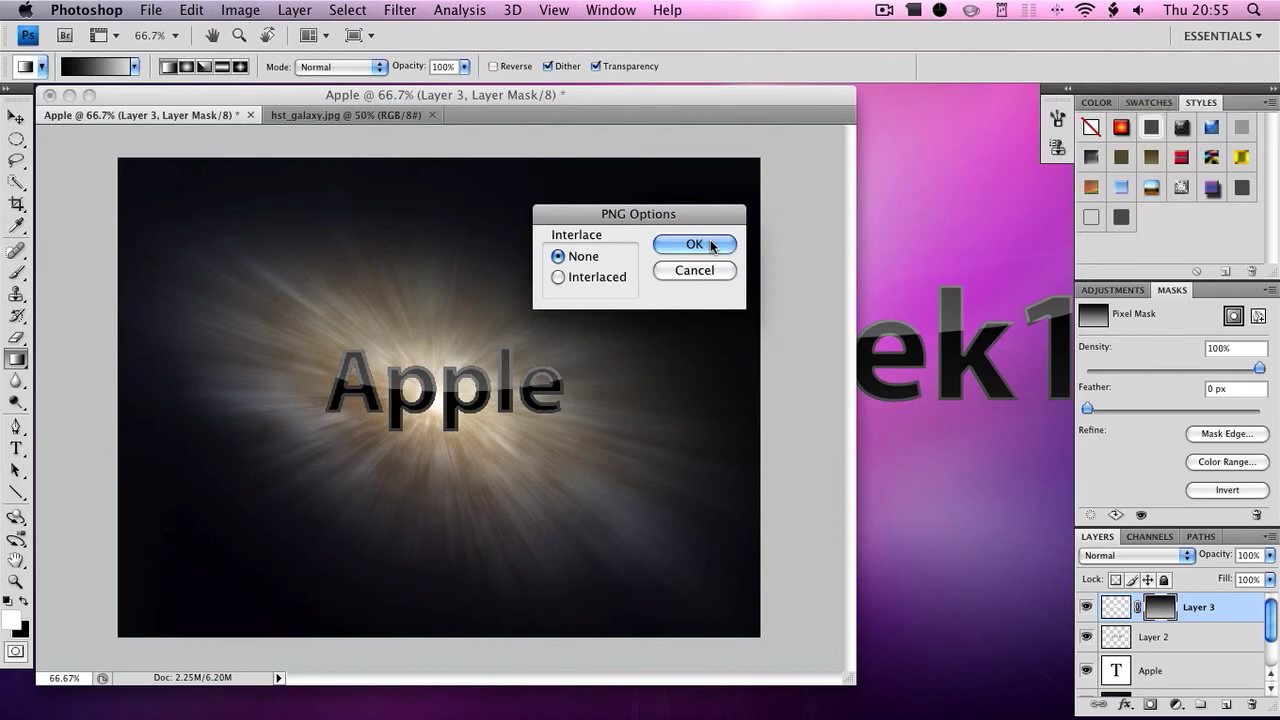 Photoshop File Edit Image Layer Select Filter Analysis 3D View Window Help Thu 20:55
Ps Br 66.7% ESSENTIALS
Mode: Normal Opacity: 100% Reverse Dither Transparency
Apple @ 66.7% (Layer 3, Layer Mask/8) *
Apple @ 66.7% (Layer 3, Layer Mask/8) * hst_galaxy.jpg @ 50% (RGB/8#)
COLOR SWATCHES STYLES
PNG Options
Interlace
None
Interlaced
OK
Cancel
Apple
ek1
ADJUSTMENTS MASKS
Pixel Mask
Density: 100%
Feather: 0 px
Refine:
Mask Edge...
Color Range...
Invert
LAYERS CHANNELS PATHS
Normal Opacity: 100%
Lock: Fill: 100%
Layer 3
Layer 2
T Apple
66.67% Doc: 2.25M/6.20M